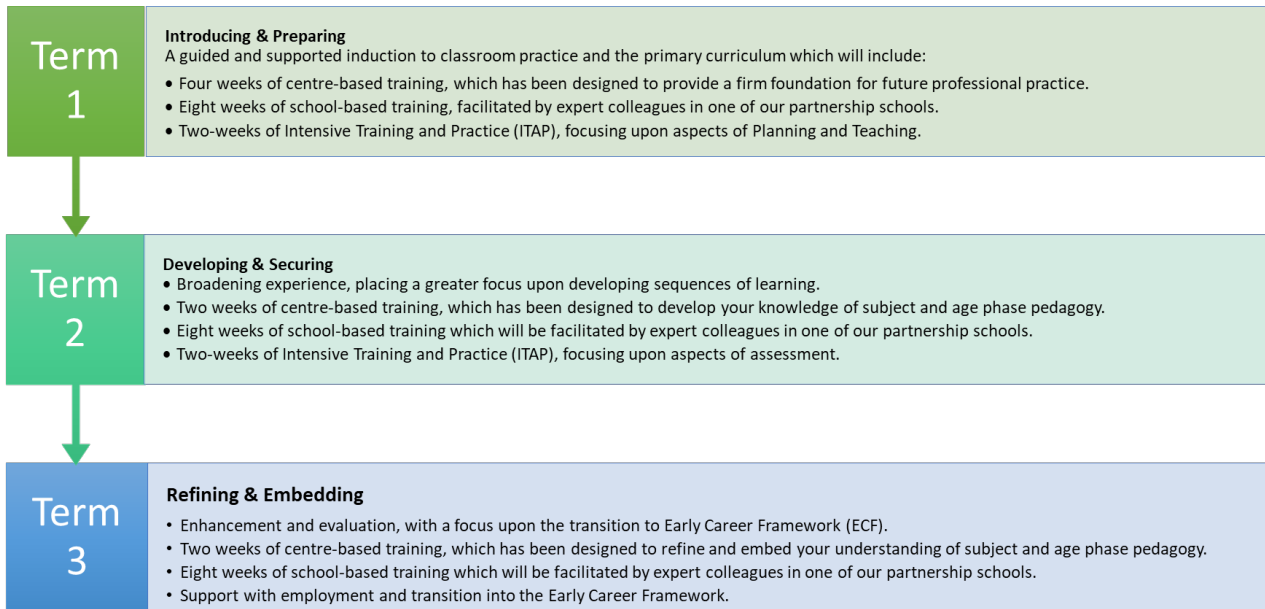 Term
1
Introducing & Preparing
A guided and supported induction to classroom practice and the primary curriculum which will include:
• Four weeks of centre-based training, which has been designed to provide a firm foundation for future professional practice.
• Eight weeks of school-based training, facilitated by expert colleagues in one of our partnership schools.
• Two-weeks of Intensive Training and Practice (ITAP), focusing upon aspects of Planning and Teaching.
Term
2
Developing & Securing
• Broadening experience, placing a greater focus upon developing sequences of learning.
• Two weeks of centre-based training, which has been designed to develop your knowledge of subject and age phase pedagogy.
• Eight weeks of school-based training which will be facilitated by expert colleagues in one of our partnership schools.
• Two-weeks of Intensive Training and Practice (ITAP), focusing upon aspects of assessment.
Term
3
Refining & Embedding
• Enhancement and evaluation, with a focus upon the transition to Early Career Framework (ECF).
• Two weeks of centre-based training, which has been designed to refine and embed your understanding of subject and age phase pedagogy.
• Eight weeks of school-based training which will be facilitated by expert colleagues in one of our partnership schools.
• Support with employment and transition into the Early Career Framework.